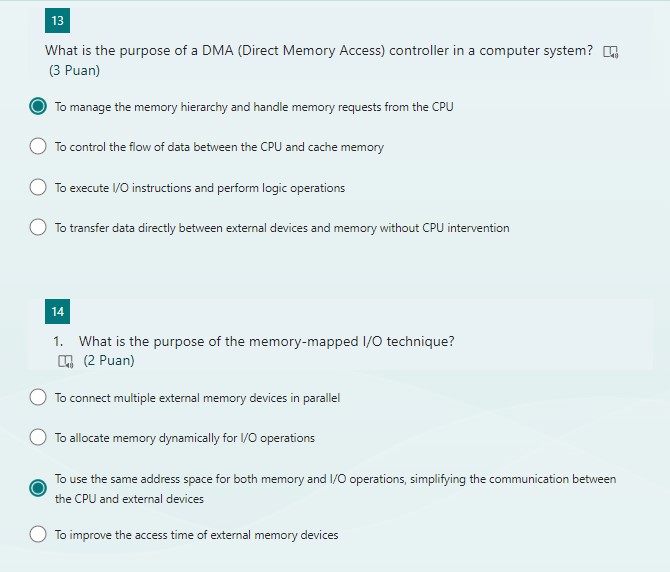 13
What is the purpose of a DMA (Direct Memory Access) controller in a computer system?
(3 Puan)
To manage the memory hierarchy and handle memory requests from the CPU
To control the flow of data between the CPU and cache memory
To execute I/O instructions and perform logic operations
To transfer data directly between external devices and memory without CPU intervention
14
1. What is the purpose of the memory-mapped I/O technique?
(2 Puan)
To connect multiple external memory devices in parallel
To allocate memory dynamically for I/O operations
To use the same address space for both memory and I/O operations, simplifying the communication between
the CPU and external devices
To improve the access time of external memory devices